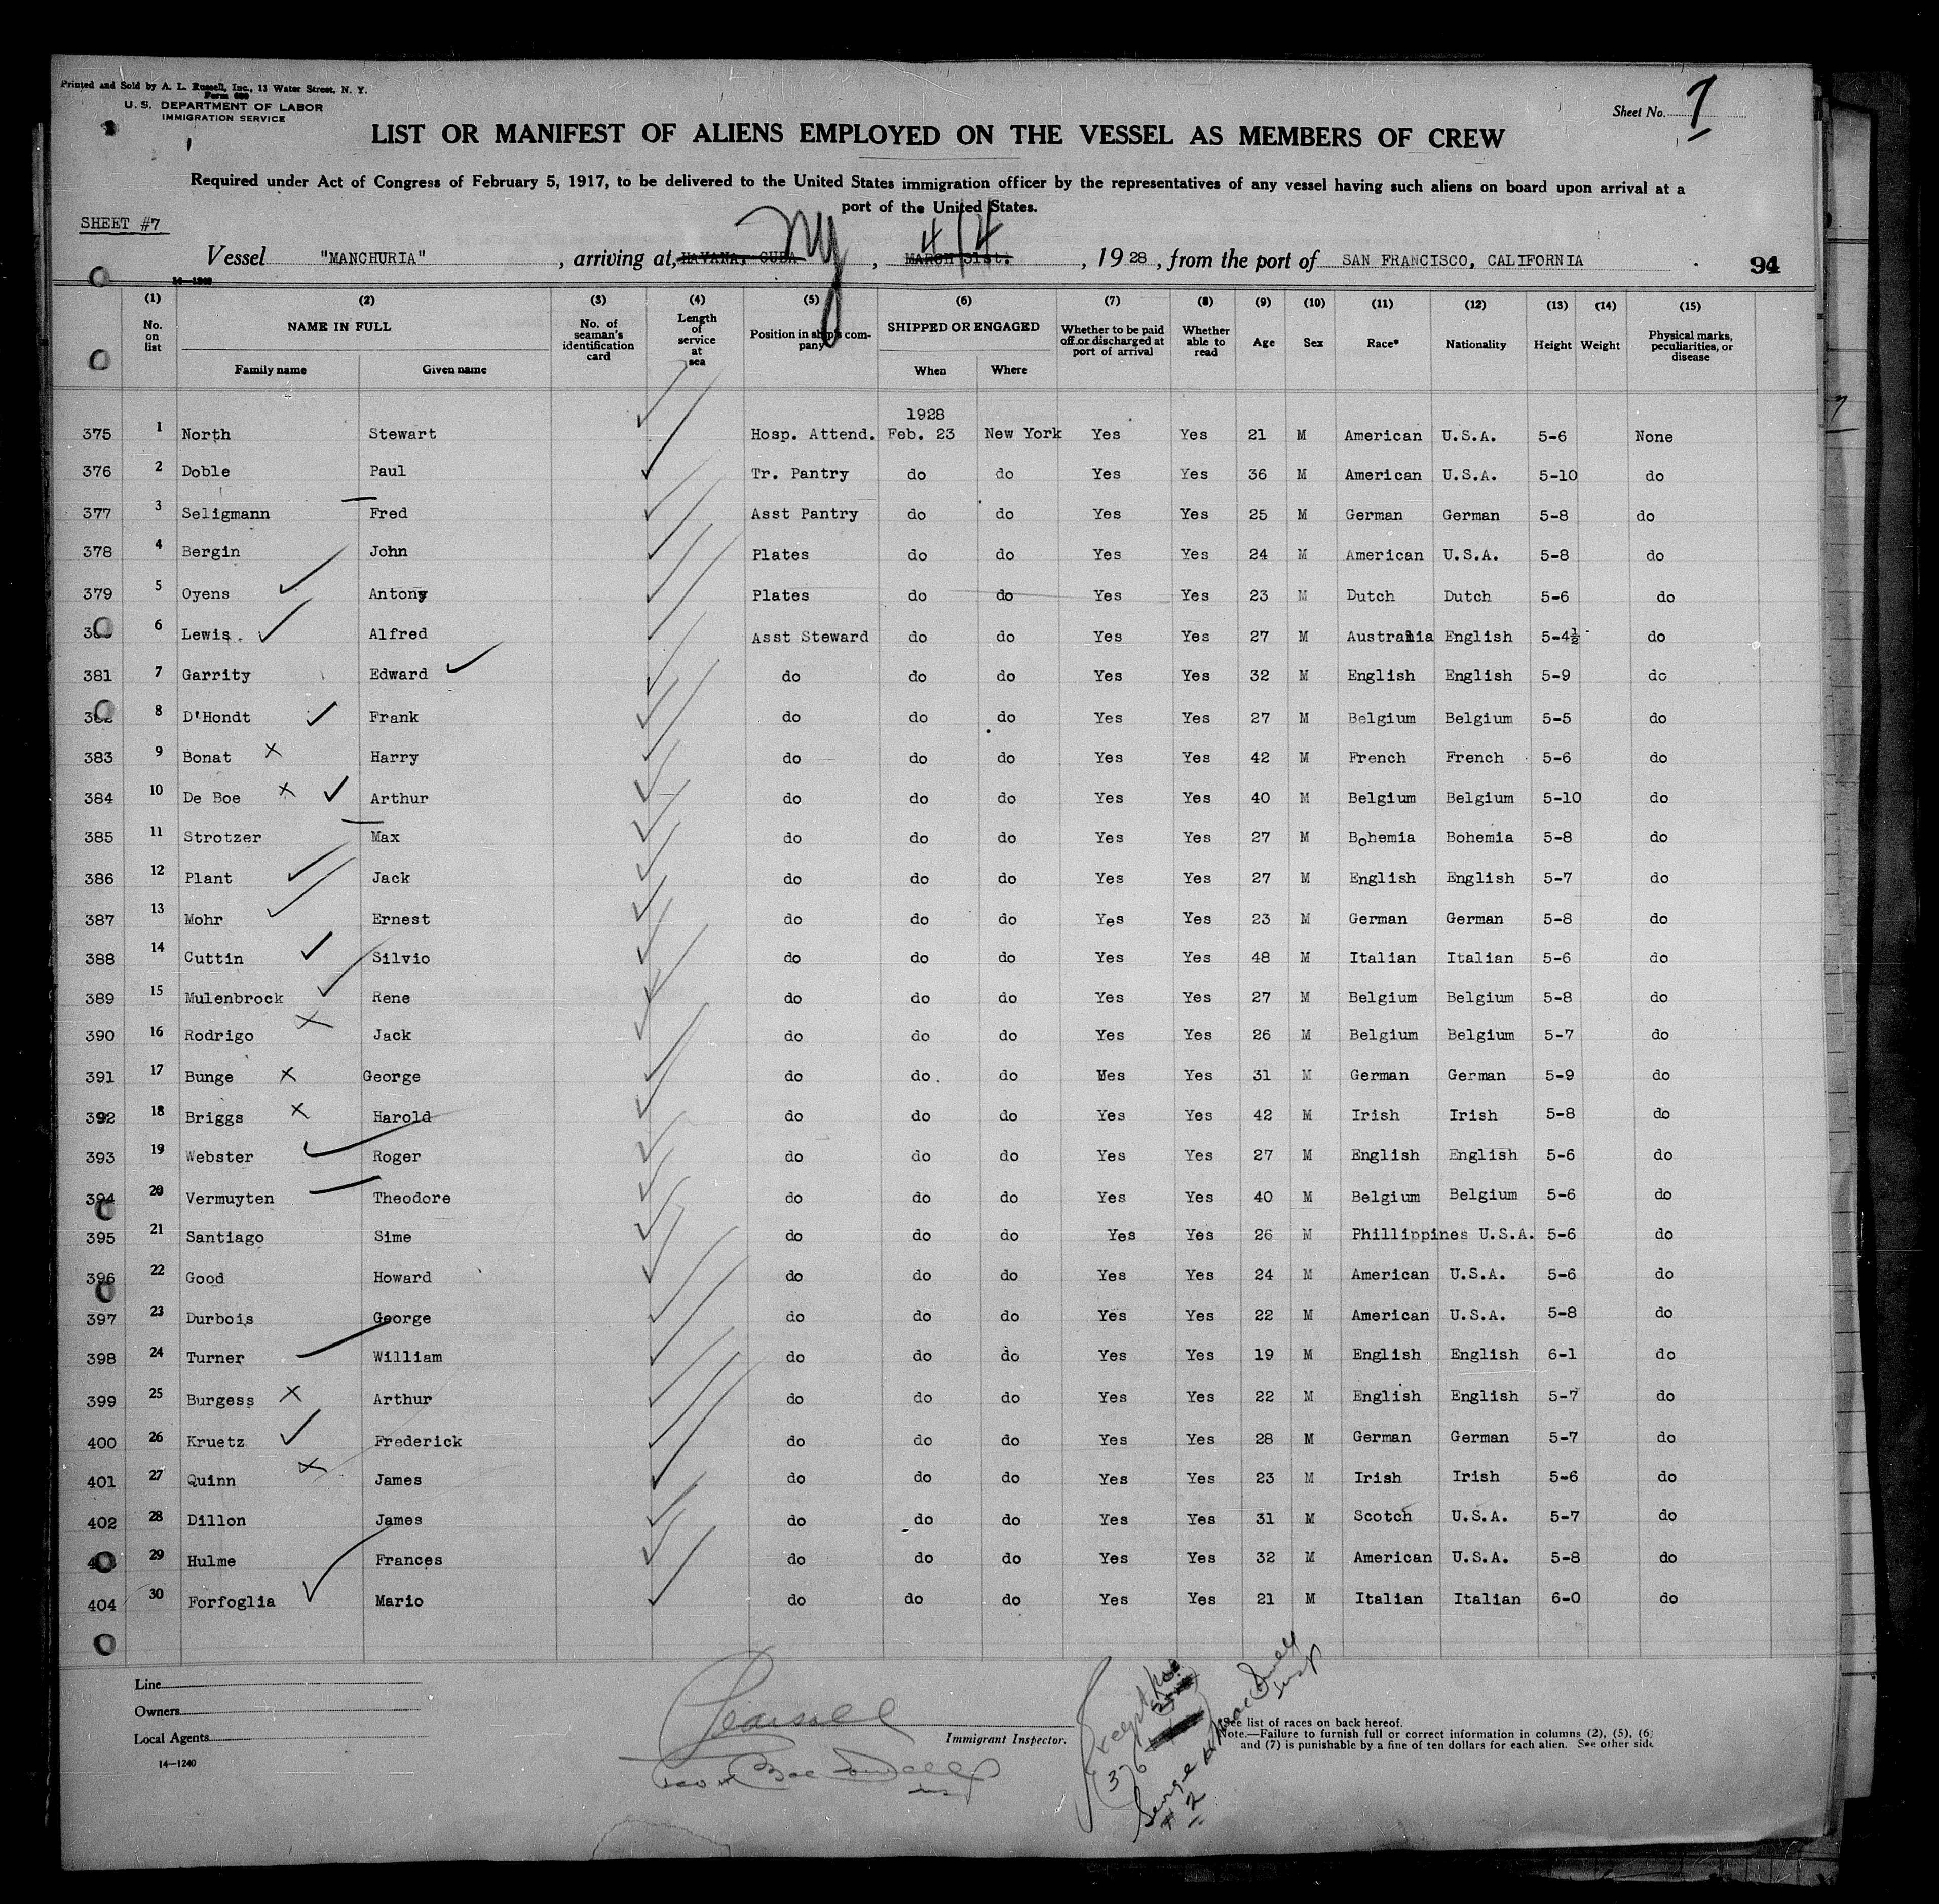 Printed and Sold by A. L. Russell, Inc., 13 Water Street, N. Y.
Form 680
U. S. DEPARTMENT OF LABOR
IMMIGRATION SERVICE
Sheet No. 7
LIST OR MANIFEST OF ALIENS EMPLOYED ON THE VESSEL AS MEMBERS OF CREW
Required under Act of Congress of February 5, 1917, to be delivered to the United States immigration officer by the representatives of any vessel having such aliens on board upon arrival at a
port of the United States.
SHEET #7
Vessel "MANCHURIA", arriving at, HAVANA, CUBA NY, MARCH 31st. 4/4, 1928, from the port of SAN FRANCISCO, CALIFORNIA . 94
14-1240
(1) (2) (3) (4) (5) (6) (7) (8) (9) (10) (11) (12) (13) (14) (15)
No. on list NAME IN FULL Family name Given name No. of seaman's identification card Length of service at sea Position in ship's company SHIPPED OR ENGAGED When Where Whether to be paid off or discharged at port of arrival Whether able to read Age Sex Race* Nationality Height Weight Physical marks, peculiarities, or disease
1928
375 1 North Stewart Hosp. Attend. Feb. 23 New York Yes Yes 21 M American U.S.A. 5-6 None
376 2 Doble Paul Tr. Pantry do do Yes Yes 36 M American U.S.A. 5-10 do
377 3 Seligmann Fred Asst Pantry do do Yes Yes 25 M German German 5-8 do
378 4 Bergin John Plates do do Yes Yes 24 M American U.S.A. 5-8 do
379 5 Oyens Antony Plates do do Yes Yes 23 M Dutch Dutch 5-6 do
6 Lewis. Alfred Asst Steward do do Yes Yes 27 M Australia English 5-4½ do
381 7 Garrity Edward do do do Yes Yes 32 M English English 5-9 do
382 8 D'Hondt Frank do do do Yes Yes 27 M Belgium Belgium 5-5 do
383 9 Bonat Harry do do do Yes Yes 42 M French French 5-6 do
384 10 De Boe Arthur do do do Yes Yes 40 M Belgium Belgium 5-10 do
385 11 Strotzer Max do do do Yes Yes 27 M Bohemia Bohemia 5-8 do
386 12 Plant Jack do do do Yes Yes 27 M English English 5-7 do
387 13 Mohr Ernest do do do Yes Yes 23 M German German 5-8 do
388 14 Cuttin Silvio do do do Yes Yes 48 M Italian Italian 5-6 do
389 15 Mulenbrock Rene do do do Yes Yes 27 M Belgium Belgium 5-8 do
390 16 Rodrigo Jack do do do Yes Yes 26 M Belgium Belgium 5-7 do
391 17 Bunge George do do do Yes Yes 31 M German German 5-9 do
392 18 Briggs Harold do do do Yes Yes 42 M Irish Irish 5-8 do
393 19 Webster Roger do do do Yes Yes 27 M English English 5-6 do
394 20 Vermuyten Theodore do do do Yes Yes 40 M Belgium Belgium 5-6 do
395 21 Santiago Sime do do do Yes Yes 26 M Phillippines U.S.A. 5-6 do
396 22 Good Howard do do do Yes Yes 24 M American U.S.A. 5-6 do
397 23 Durbois George do do do Yes Yes 22 M American U.S.A. 5-8 do
398 24 Turner William do do do Yes Yes 19 M English English 6-1 do
399 25 Burgess Arthur do do do Yes Yes 22 M English English 5-7 do
400 26 Kruetz Frederick do do do Yes Yes 28 M German German 5-7 do
401 27 Quinn James do do do Yes Yes 23 M Irish Irish 5-6 do
402 28 Dillon James do do do Yes Yes 31 M Scotch U.S.A. 5-7 do
29 Hulme Frances do do do Yes Yes 32 M American U.S.A. 5-8 do
404 30 Forfoglia Mario do do do Yes Yes 21 M Italian Italian 6-0 do
Line
Owners
Local Agents
14-1240
Immigrant Inspector.
See list of races on back hereof.
Note.—Failure to furnish full or correct information in columns (2), (5), (6)
and (7) is punishable by a fine of ten dollars for each alien. See other side